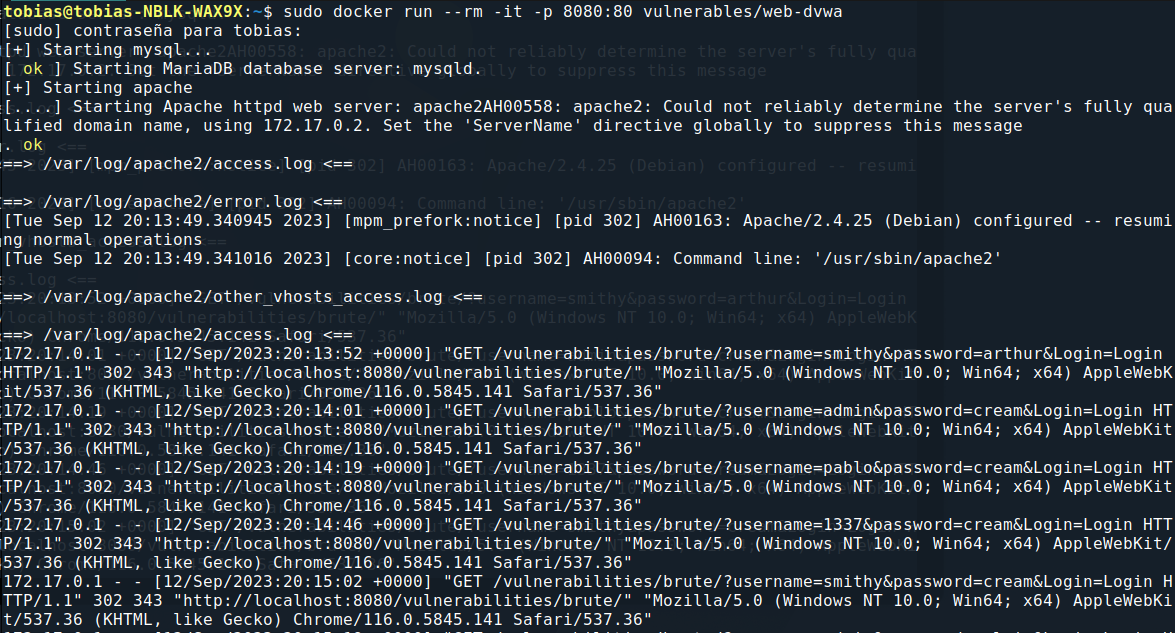 tobias@tobias-NBLK-WAX9X:~$ sudo docker run --rm -it -p 8080:80 vulnerables/web-dvwa
[sudo] contraseña para tobias:
[+] Starting mysql...
[ ok ] Starting MariaDB database server: mysqld.
[+] Starting apache
[....] Starting Apache httpd web server: apache2AH00558: apache2: Could not reliably determine the server's fully qua
lified domain name, using 172.17.0.2. Set the 'ServerName' directive globally to suppress this message
. ok
==> /var/log/apache2/access.log <==
==> /var/log/apache2/error.log <==
[Tue Sep 12 20:13:49.340945 2023] [mpm_prefork:notice] [pid 302] AH00163: Apache/2.4.25 (Debian) configured -- resumi
ng normal operations
[Tue Sep 12 20:13:49.341016 2023] [core:notice] [pid 302] AH00094: Command line: '/usr/sbin/apache2'
==> /var/log/apache2/other_vhosts_access.log <==
==> /var/log/apache2/access.log <==
172.17.0.1 - - [12/Sep/2023:20:13:52 +0000] "GET /vulnerabilities/brute/?username=smithy&password=arthur&Login=Login
HTTP/1.1" 302 343 "http://localhost:8080/vulnerabilities/brute/" "Mozilla/5.0 (Windows NT 10.0; Win64; x64) AppleWebK
it/537.36 (KHTML, like Gecko) Chrome/116.0.5845.141 Safari/537.36"
172.17.0.1 - - [12/Sep/2023:20:14:01 +0000] "GET /vulnerabilities/brute/?username=admin&password=cream&Login=Login HT
TP/1.1" 302 343 "http://localhost:8080/vulnerabilities/brute/" "Mozilla/5.0 (Windows NT 10.0; Win64; x64) AppleWebKit
/537.36 (KHTML, like Gecko) Chrome/116.0.5845.141 Safari/537.36"
172.17.0.1 - - [12/Sep/2023:20:14:19 +0000] "GET /vulnerabilities/brute/?username=pablo&password=cream&Login=Login HT
TP/1.1" 302 343 "http://localhost:8080/vulnerabilities/brute/" "Mozilla/5.0 (Windows NT 10.0; Win64; x64) AppleWebKit
/537.36 (KHTML, like Gecko) Chrome/116.0.5845.141 Safari/537.36"
172.17.0.1 - - [12/Sep/2023:20:14:46 +0000] "GET /vulnerabilities/brute/?username=1337&password=cream&Login=Login HTT
P/1.1" 302 343 "http://localhost:8080/vulnerabilities/brute/" "Mozilla/5.0 (Windows NT 10.0; Win64; x64) AppleWebKit/
537.36 (KHTML, like Gecko) Chrome/116.0.5845.141 Safari/537.36"
172.17.0.1 - - [12/Sep/2023:20:15:02 +0000] "GET /vulnerabilities/brute/?username=smithy&password=cream&Login=Login H
TTP/1.1" 302 343 "http://localhost:8080/vulnerabilities/brute/" "Mozilla/5.0 (Windows NT 10.0; Win64; x64) AppleWebKi
t/537.36 (KHTML, like Gecko) Chrome/116.0.5845.141 Safari/537.36"